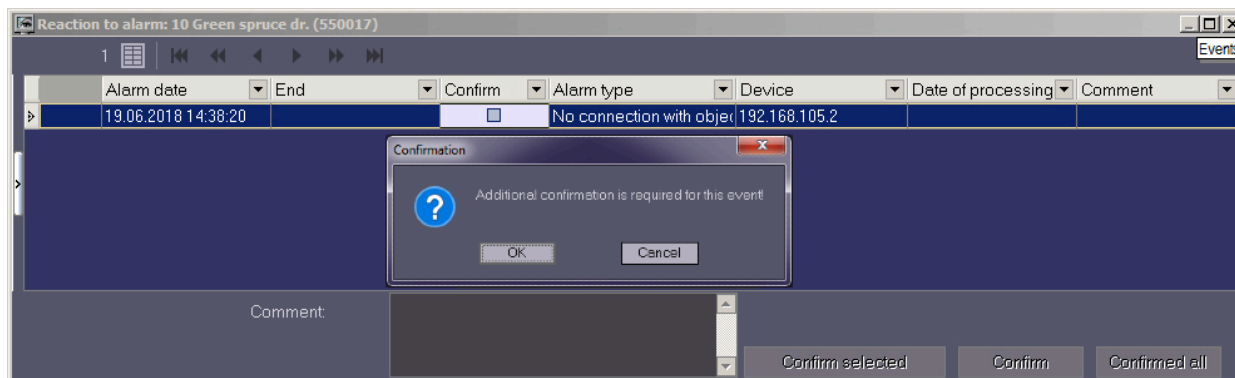 Reaction to alarm: 10 Green spruce dr. (550017)
1
Events
Alarm date End Confirm Alarm type Device Date of processing Comment
19.06.2018 14:38:20 No connection with objec 192.168.105.2
Confirmation
Additional confirmation is required for this event!
OK Cancel
Comment:
Confirm selected Confirm Confirmed all